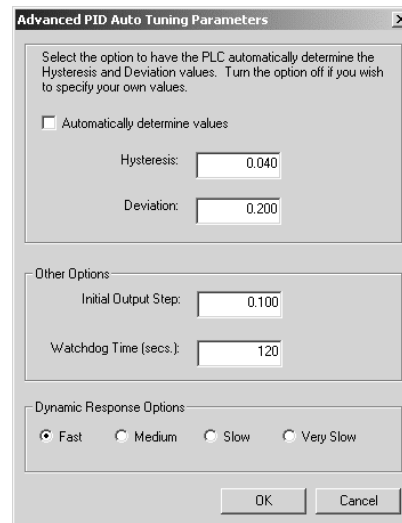 Advanced PID Auto Tuning Parameters
Select the option to have the PLC automatically determine the
Hysteresis and Deviation values. Turn the option off if you wish
to specify your own values.
Automatically determine values
Hysteresis: 0.040
Deviation: 0.200
Other Options
Initial Output Step: 0.100
Watchdog Time (secs.): 120
Dynamic Response Options
Fast Medium Slow Very Slow
OK Cancel